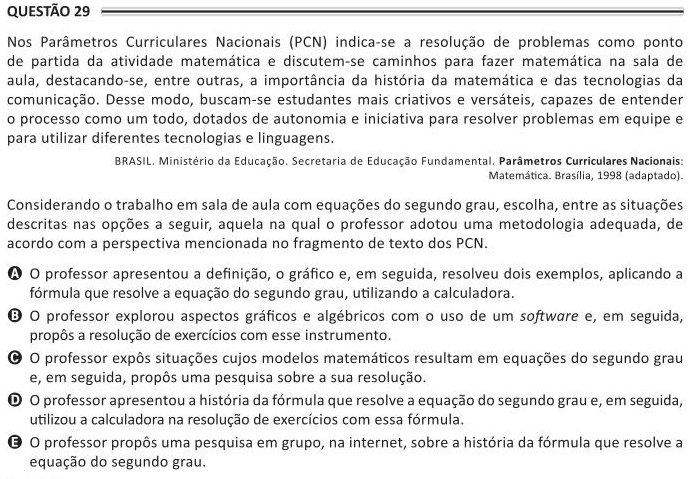 QUESTÃO 29
Nos Parâmetros Curriculares Nacionais (PCN) indica-se a resolução de problemas como ponto
de partida da atividade matemática e discutem-se caminhos para fazer matemática na sala de
aula, destacando-se, entre outras, a importância da história da matemática e das tecnologias da
comunicação. Desse modo, buscam-se estudantes mais criativos e versáteis, capazes de entender
o processo como um todo, dotados de autonomia e iniciativa para resolver problemas em equipe e
para utilizar diferentes tecnologias e linguagens.
BRASIL. Ministério da Educação. Secretaria de Educação Fundamental. Parâmetros Curriculares Nacionais:
Matemática. Brasília, 1998 (adaptado).
Considerando o trabalho em sala de aula com equações do segundo grau, escolha, entre as situações
descritas nas opções a seguir, aquela na qual o professor adotou uma metodologia adequada, de
acordo com a perspectiva mencionada no fragmento de texto dos PCN.
A O professor apresentou a definição, o gráfico e, em seguida, resolveu dois exemplos, aplicando a
fórmula que resolve a equação do segundo grau, utilizando a calculadora.
B O professor explorou aspectos gráficos e algébricos com o uso de um software e, em seguida,
propôs a resolução de exercícios com esse instrumento.
C O professor expôs situações cujos modelos matemáticos resultam em equações do segundo grau
e, em seguida, propôs uma pesquisa sobre a sua resolução.
D O professor apresentou a história da fórmula que resolve a equação do segundo grau e, em seguida,
utilizou a calculadora na resolução de exercícios com essa fórmula.
E O professor propôs uma pesquisa em grupo, na internet, sobre a história da fórmula que resolve a
equação do segundo grau.